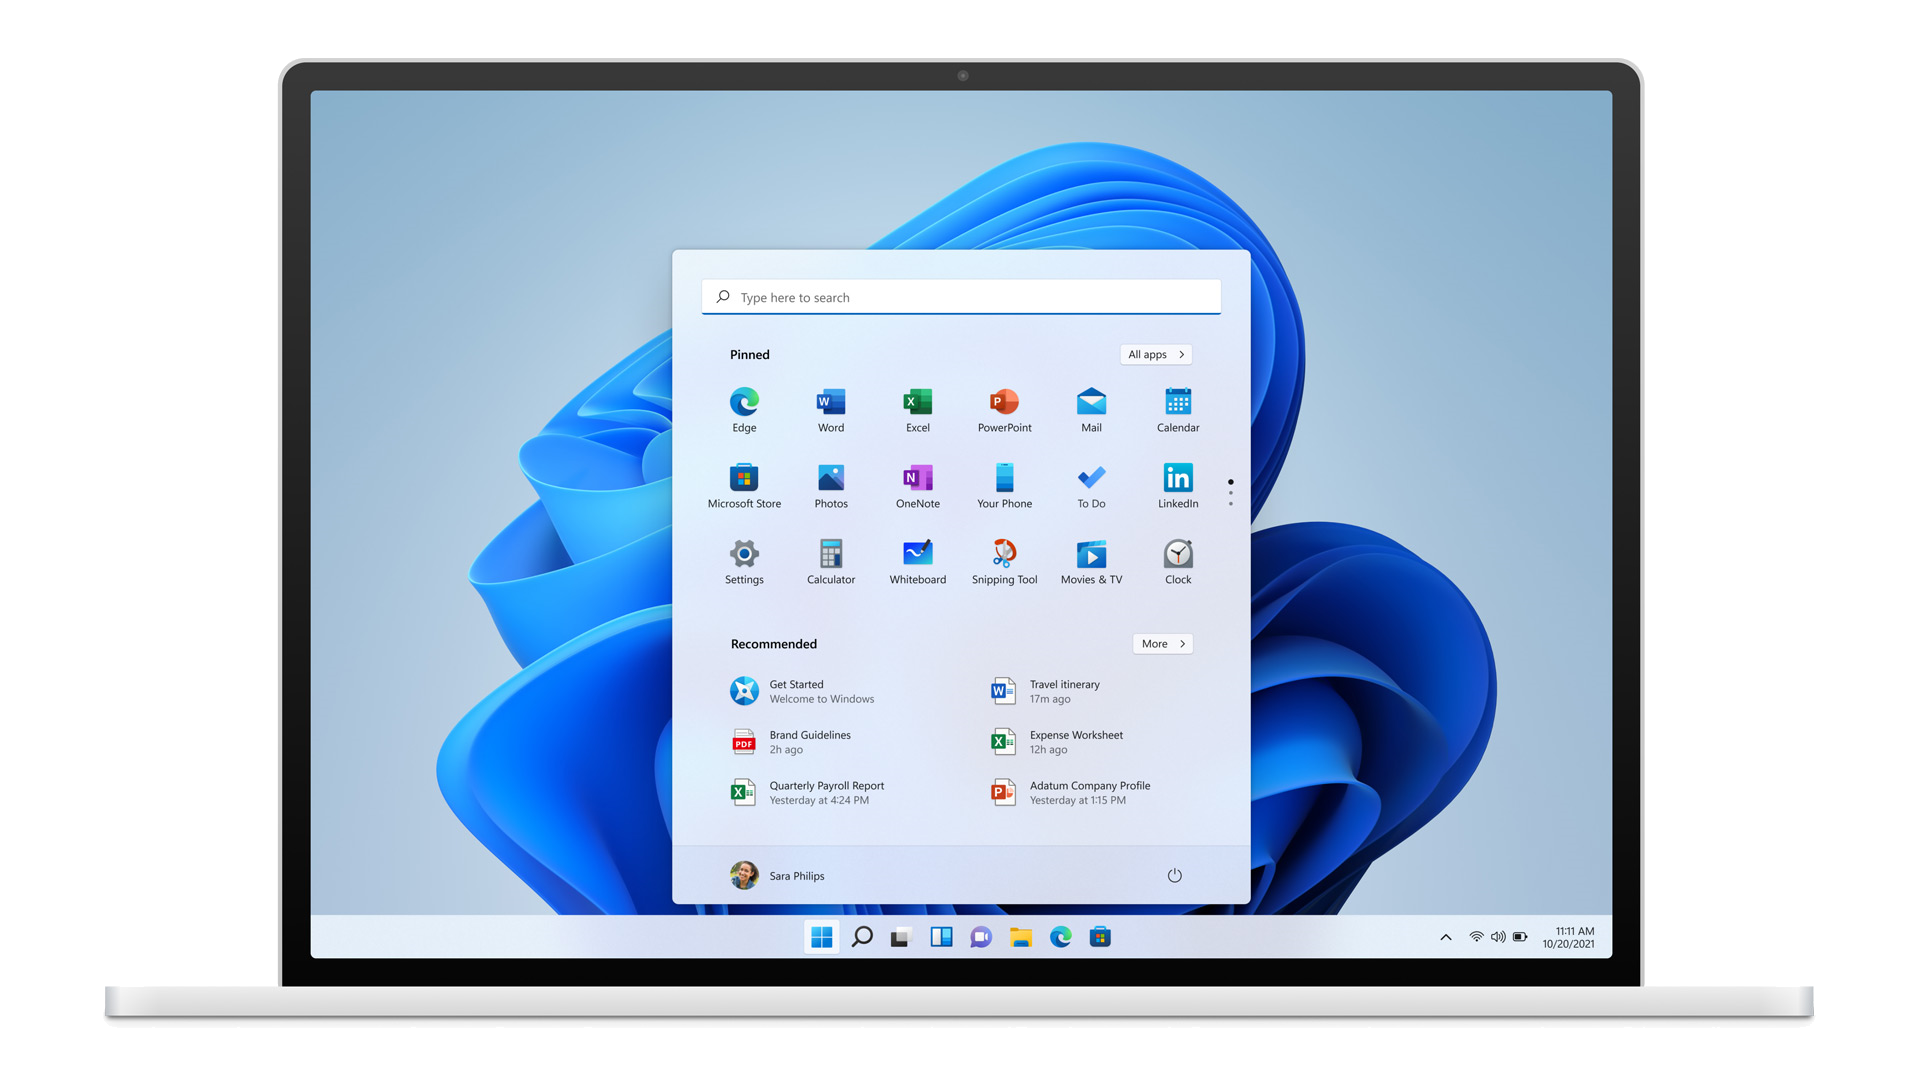 Type here to search
Pinned
All apps
Edge
Word
Excel
PowerPoint
Mail
Calendar
Microsoft Store
Photos
OneNote
Your Phone
To Do
LinkedIn
Settings
Calculator
Whiteboard
Snipping Tool
Movies & TV
Clock
Recommended
More
Get Started
Welcome to Windows
Travel itinerary
17m ago
Brand Guidelines
2h ago
Expense Worksheet
12h ago
Quarterly Payroll Report
Yesterday at 4:24 PM
Adatum Company Profile
Yesterday at 1:15 PM
Sara Philips
11:11 AM
10/20/2021